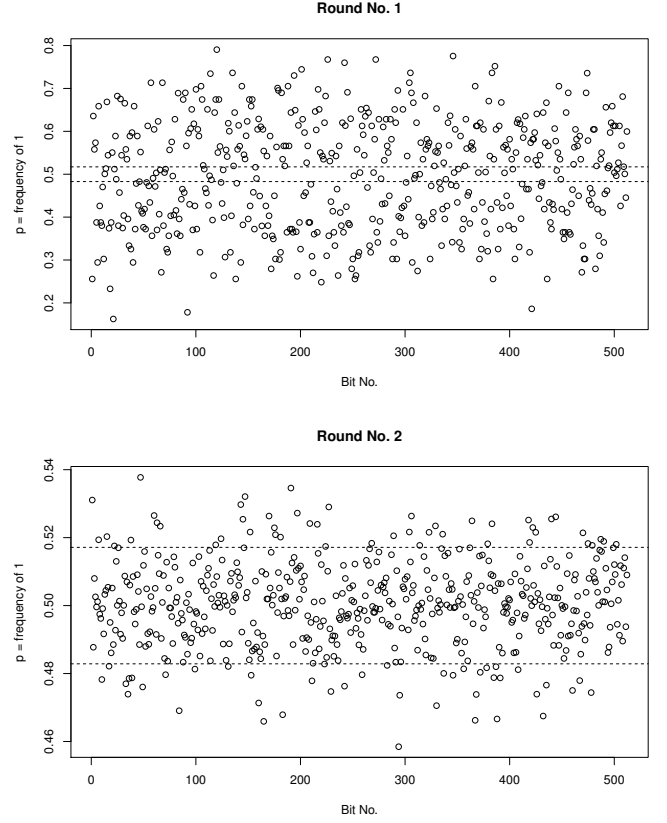 Round No. 1
0.8
0.7
0.6
0.5
0.4
0.3
0.2
p = frequency of 1
0 100 200 300 400 500
Bit No.
Round No. 2
0.54
0.52
0.50
0.48
0.46
p = frequency of 1
0 100 200 300 400 500
Bit No.